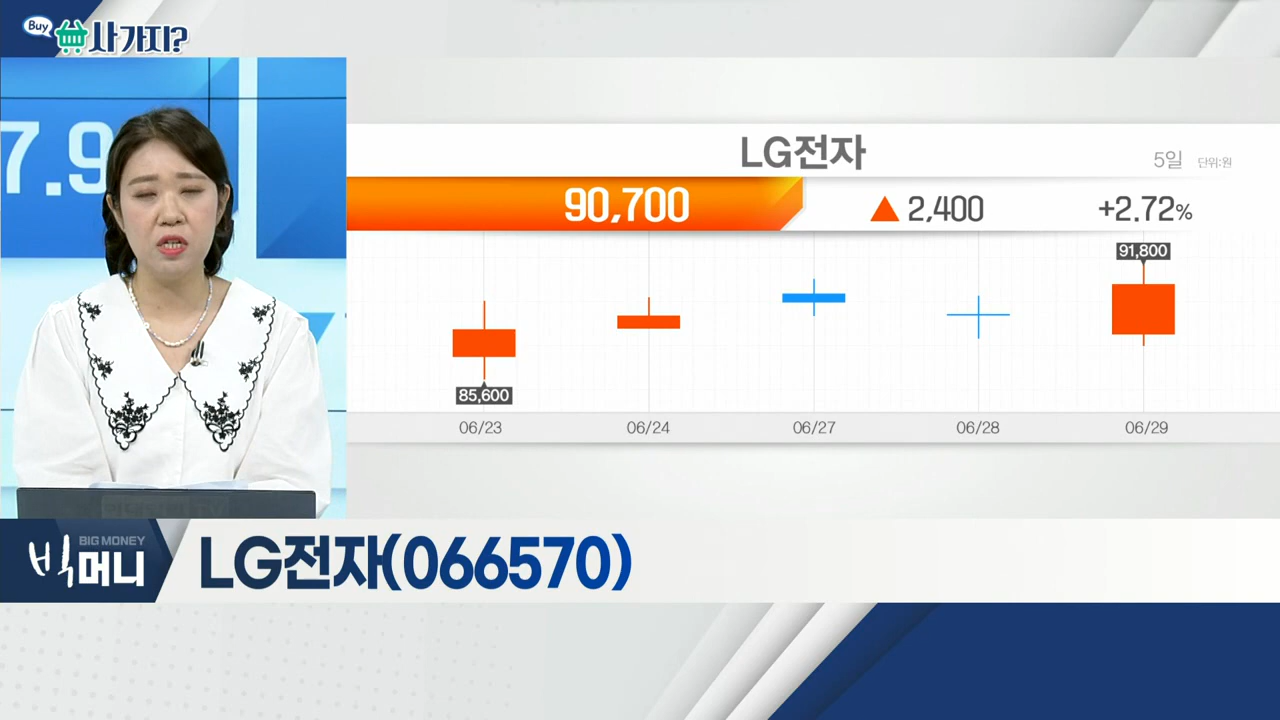 Buy 사 가지?
7.9
LG전자
5일 단위:원
90,700 ▲ 2,400 +2.72%
91,800
85,600
06/23 06/24 06/27 06/28 06/29
BIG MONEY
빅머니
LG전자(066570)